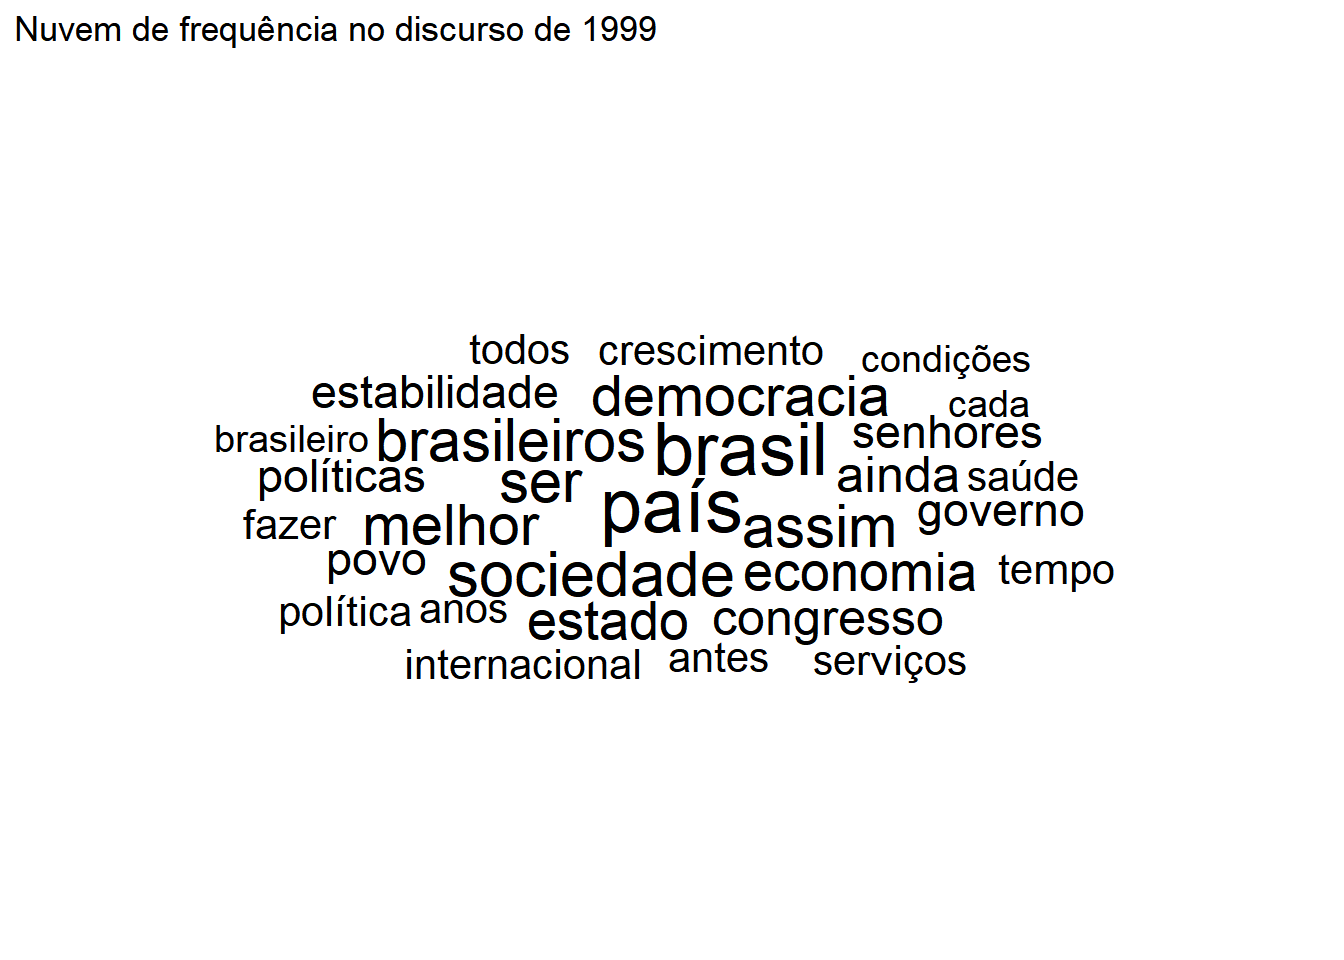 Nuvem de frequência no discurso de 1999
todos crescimento condições
estabilidade democracia cada
brasileiro brasileiros brasil senhores
políticas ser ainda saúde
fazer melhor país assim governo
povo sociedade economia tempo
política anos estado congresso
internacional antes serviços